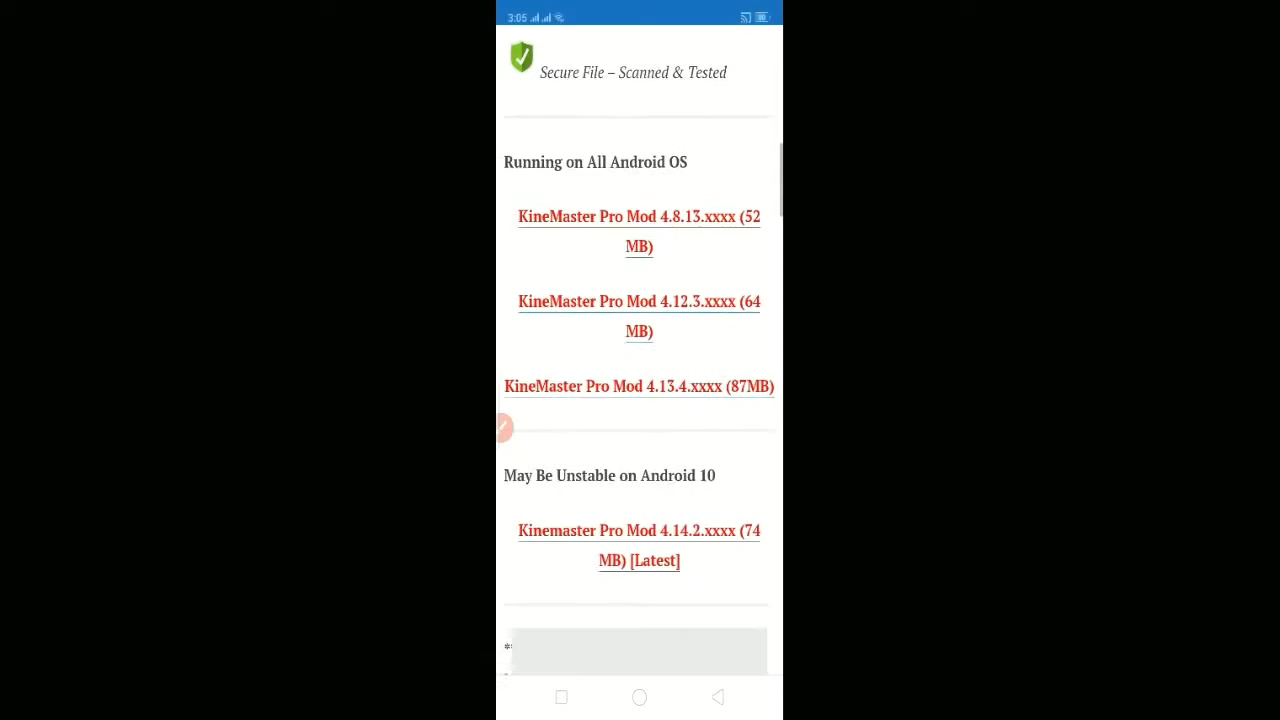 3:05
Secure File – Scanned & Tested
Running on All Android OS
KineMaster Pro Mod 4.8.13.xxxx (52
MB)
KineMaster Pro Mod 4.12.3.xxxx (64
MB)
KineMaster Pro Mod 4.13.4.xxxx (87MB)
May Be Unstable on Android 10
Kinemaster Pro Mod 4.14.2.xxxx (74
MB) [Latest]